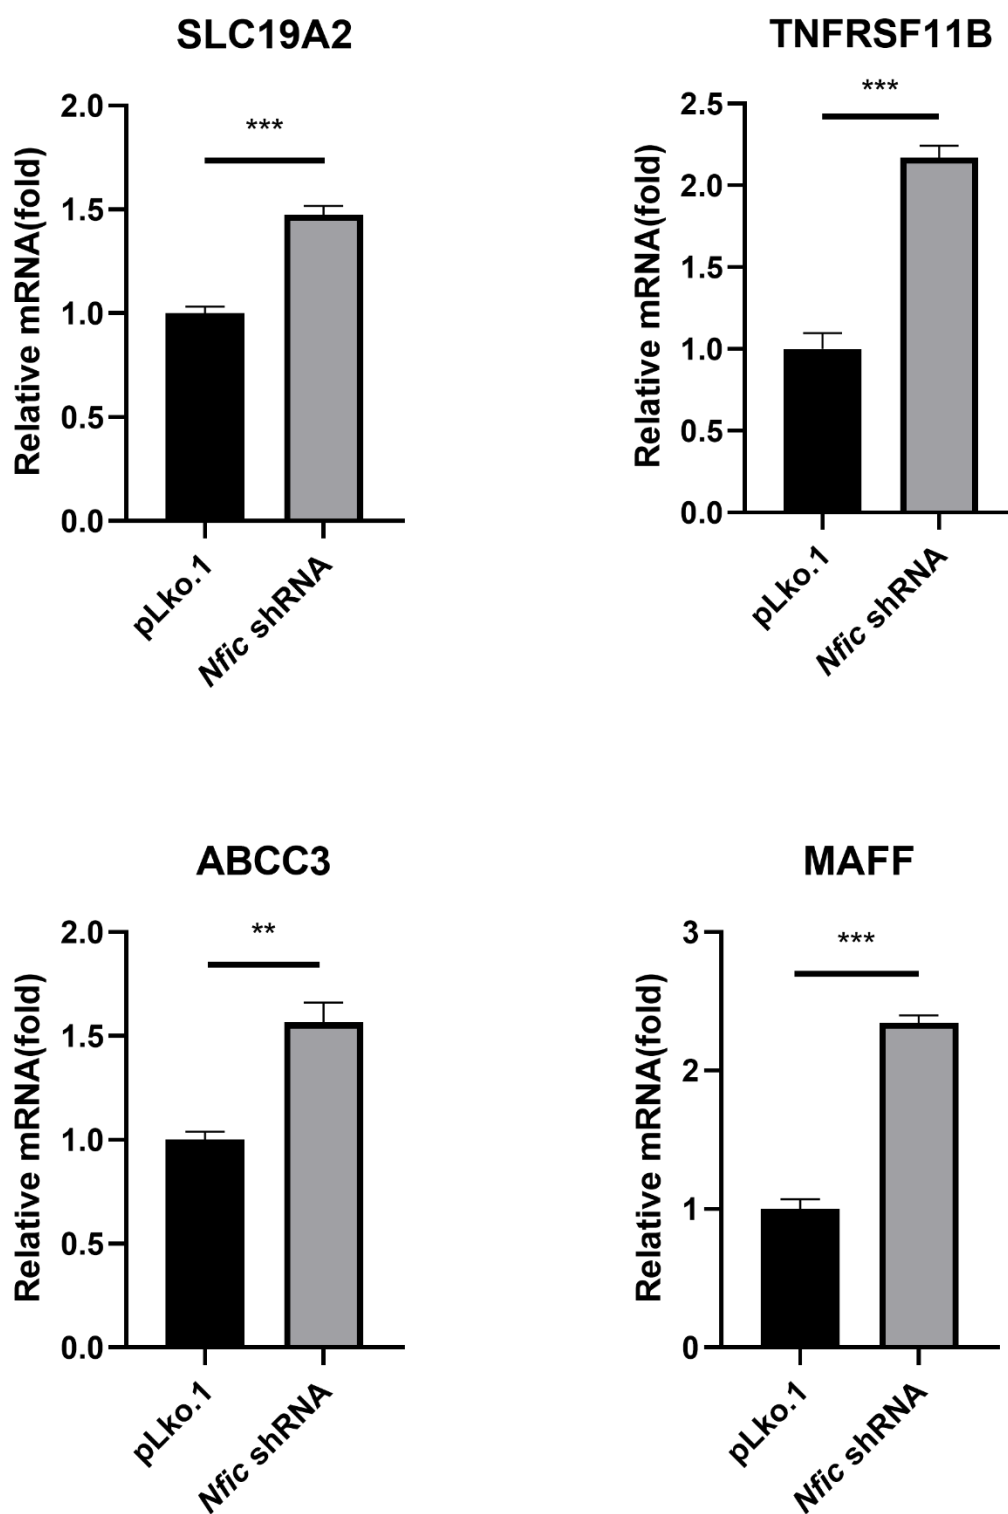 SLC19A2
***
Relative mRNA(fold)
2.0
1.5
1.0
0.5
0.0
pLko.1
Nfic shRNA
TNFRSF11B
***
Relative mRNA(fold)
2.5
2.0
1.5
1.0
0.5
0.0
pLko.1
Nfic shRNA
ABCC3
**
Relative mRNA(fold)
2.0
1.5
1.0
0.5
0.0
pLko.1
Nfic shRNA
MAFF
***
Relative mRNA(fold)
3
2
1
0
pLko.1
Nfic shRNA